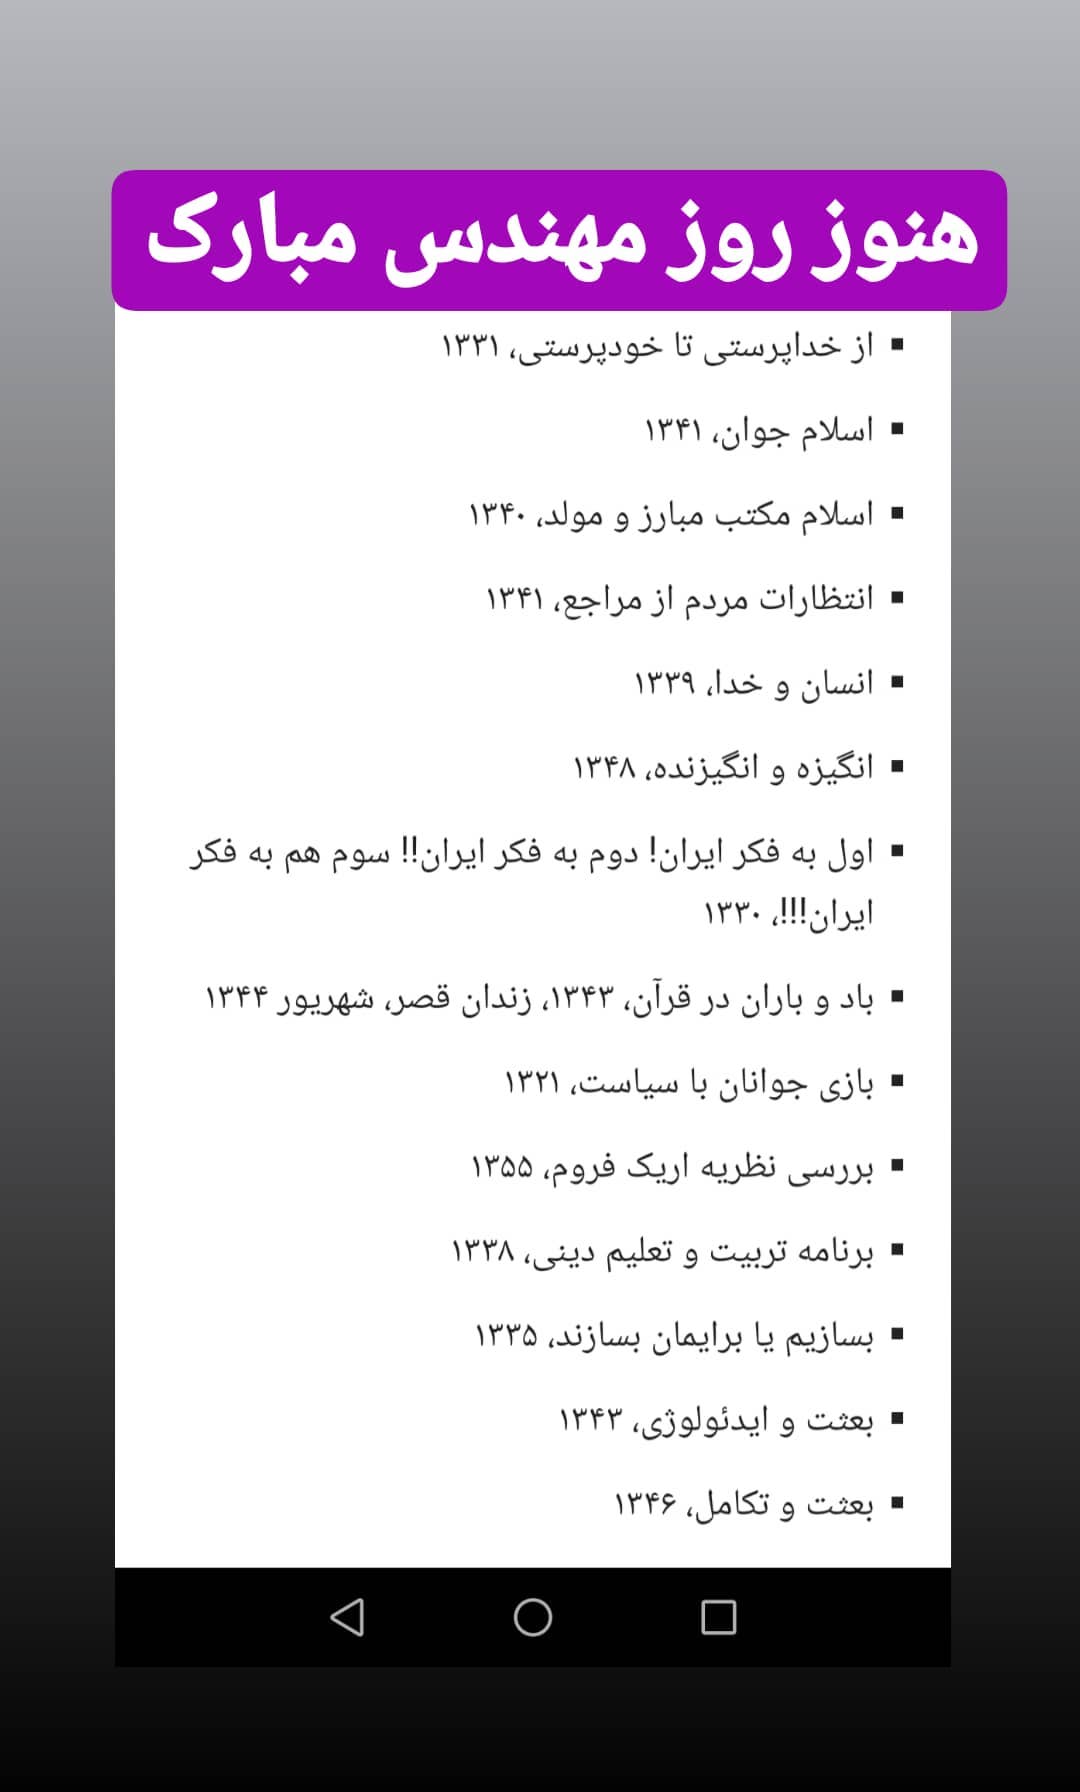 هنوز روز مهندس مبارک
▪ از خداپرستی تا خودپرستی، ۱۳۳۱
▪ اسلام جوان، ۱۳۴۱
▪ اسلام مکتب مبارز و مولد، ۱۳۴۰
▪ انتظارات مردم از مراجع، ۱۳۴۱
▪ انسان و خدا، ۱۳۳۹
▪ انگیزه و انگیزنده، ۱۳۴۸
▪ اول به فکر ایران! دوم به فکر ایران!! سوم هم به فکر
ایران!!!، ۱۳۳۰
▪ باد و باران در قرآن، ۱۳۴۳، زندان قصر، شهریور ۱۳۴۴
▪ بازی جوانان با سیاست، ۱۳۲۱
▪ بررسی نظریه اریک فروم، ۱۳۵۵
▪ برنامه تربیت و تعلیم دینی، ۱۳۳۸
▪ بسازیم یا برایمان بسازند، ۱۳۳۵
▪ بعثت و ایدئولوژی، ۱۳۴۳
▪ بعثت و تکامل، ۱۳۴۶